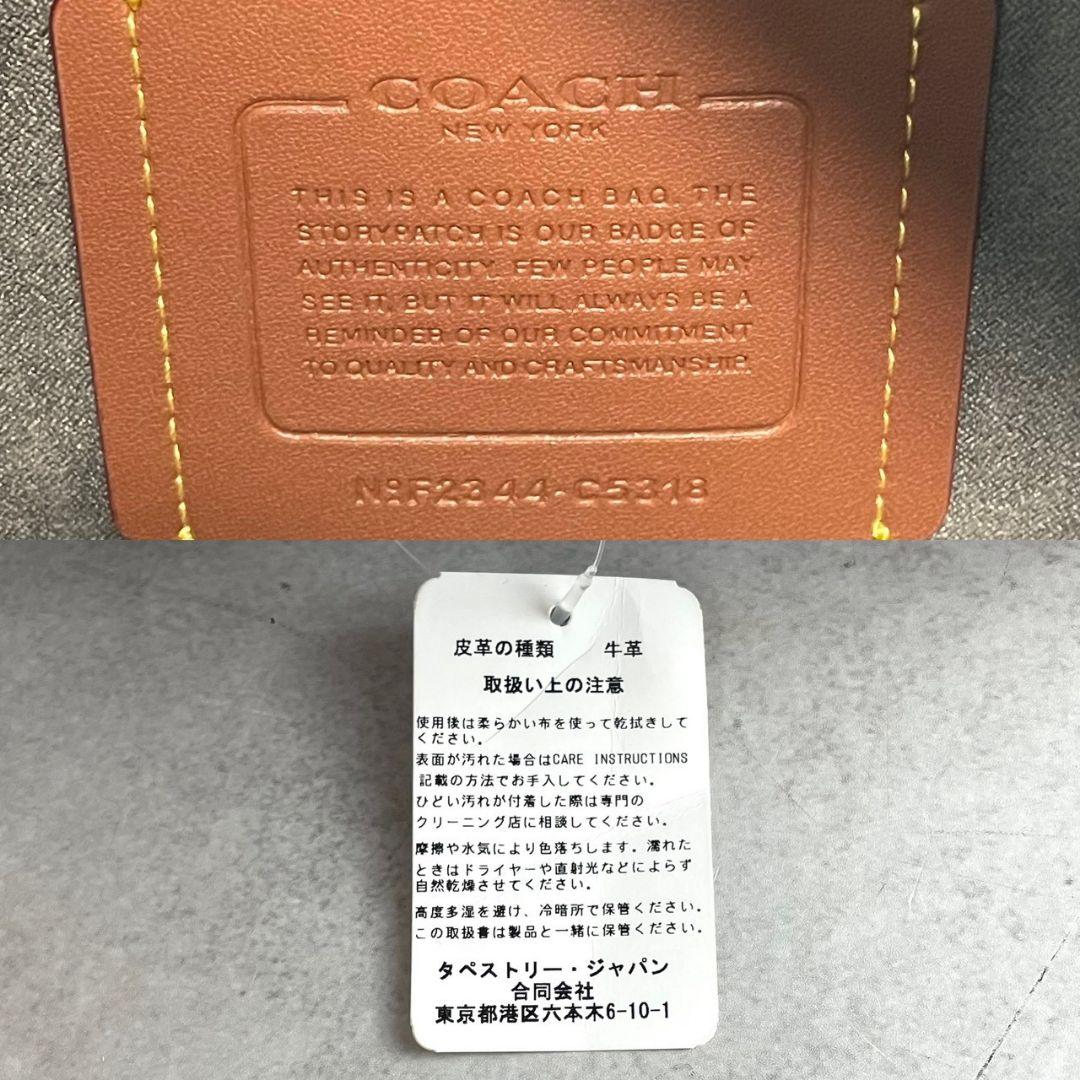 COACH
NEW YORK
THIS IS A COACH BAG. THE
STORYPATCH IS OUR BADGE OF
AUTHENTICITY. FEW PEOPLE MAY
SEE IT, BUT IT WILL ALWAYS BE A
REMINDER OF OUR COMMITMENT
TO QUALITY AND CRAFTSMANSHIP.
NºF2344-C5318
皮革の種類 牛革
取扱い上の注意
使用後は柔らかい布を使って乾拭きして
ください。
表面が汚れた場合はCARE INSTRUCTIONS
記載の方法でお手入してください。
ひどい汚れが付着した際は専門の
クリーニング店に相談してください。
摩擦や水気により色落ちします。濡れた
ときはドライヤーや直射光などによらず
自然乾燥させてください。
高度多湿を避け、冷暗所で保管ください。
この取扱書は製品と一緒に保管ください。
タペストリー・ジャパン
合同会社
東京都港区六本木6-10-1